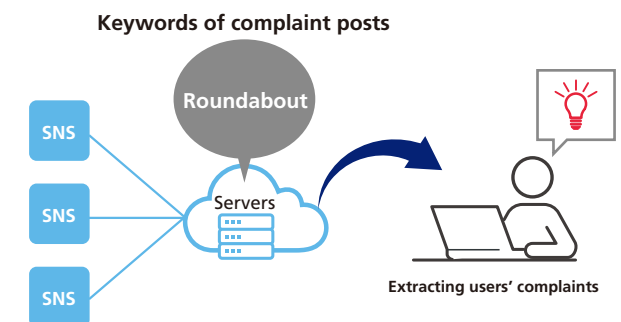 Keywords of complaint posts
Roundabout
SNS
SNS
SNS
Servers
Extracting users’ complaints